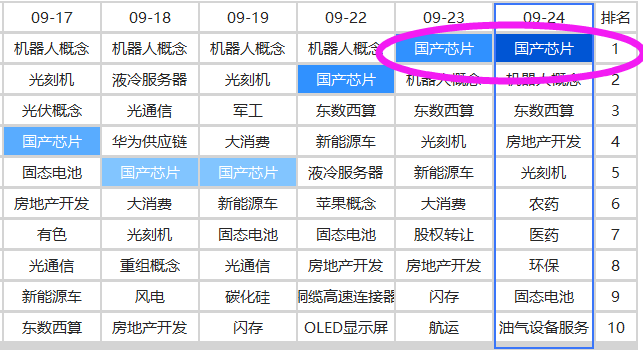 09-17 09-18 09-19 09-22 09-23 09-24 排名
机器人概念 机器人概念 机器人概念 机器人概念 国产芯片 国产芯片 1
光刻机 液冷服务器 光刻机 国产芯片 机器人概念 机器人概念 2
光伏概念 光通信 军工 东数西算 东数西算 东数西算 3
国产芯片 华为供应链 大消费 新能源车 光刻机 房地产开发 4
固态电池 国产芯片 国产芯片 液冷服务器 新能源车 光刻机 5
房地产开发 大消费 新能源车 苹果概念 大消费 农药 6
有色 光刻机 固态电池 固态电池 股权转让 医药 7
光通信 重组概念 光通信 房地产开发 房地产开发 环保 8
新能源车 风电 碳化硅 铜缆高速连接器 闪存 固态电池 9
东数西算 房地产开发 闪存 OLED显示屏 航运 油气设备服务 10